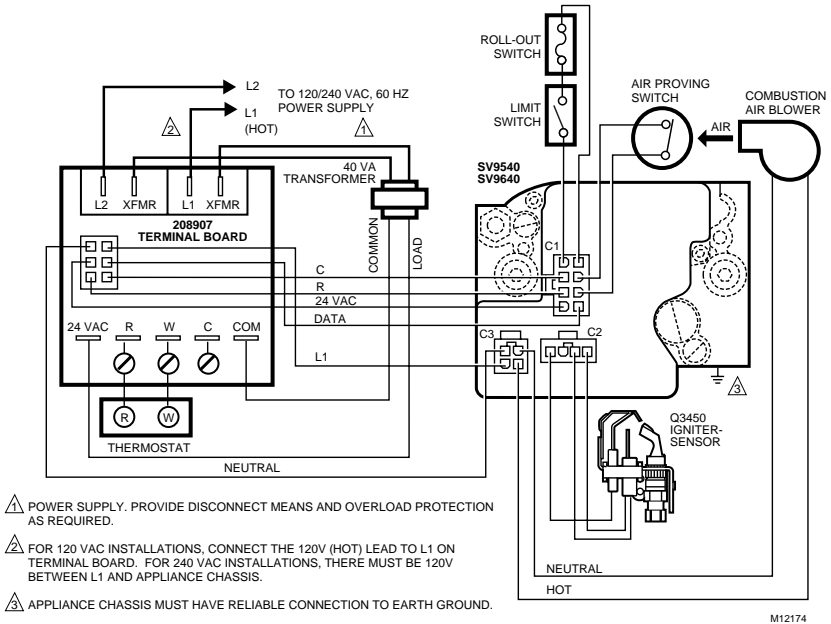 ROLL-OUT
SWITCH
LIMIT
SWITCH
AIR PROVING
SWITCH
AIR
COMBUSTION
AIR BLOWER
L2
L1
(HOT)
TO 120/240 VAC, 60 HZ
POWER SUPPLY
2
1
40 VA
TRANSFORMER
L2
XFMR
L1
XFMR
208907
TERMINAL BOARD
COMMON
LOAD
SV9540
SV9640
C1
C
R
24 VAC
DATA
24 VAC
R
W
C
COM
C3
C2
L1
3
R
W
THERMOSTAT
NEUTRAL
Q3450
IGNITER-
SENSOR
NEUTRAL
HOT
1 POWER SUPPLY. PROVIDE DISCONNECT MEANS AND OVERLOAD PROTECTION
AS REQUIRED.
2 FOR 120 VAC INSTALLATIONS, CONNECT THE 120V (HOT) LEAD TO L1 ON
TERMINAL BOARD. FOR 240 VAC INSTALLATIONS, THERE MUST BE 120V
BETWEEN L1 AND APPLIANCE CHASSIS.
3 APPLIANCE CHASSIS MUST HAVE RELIABLE CONNECTION TO EARTH GROUND.
M12174